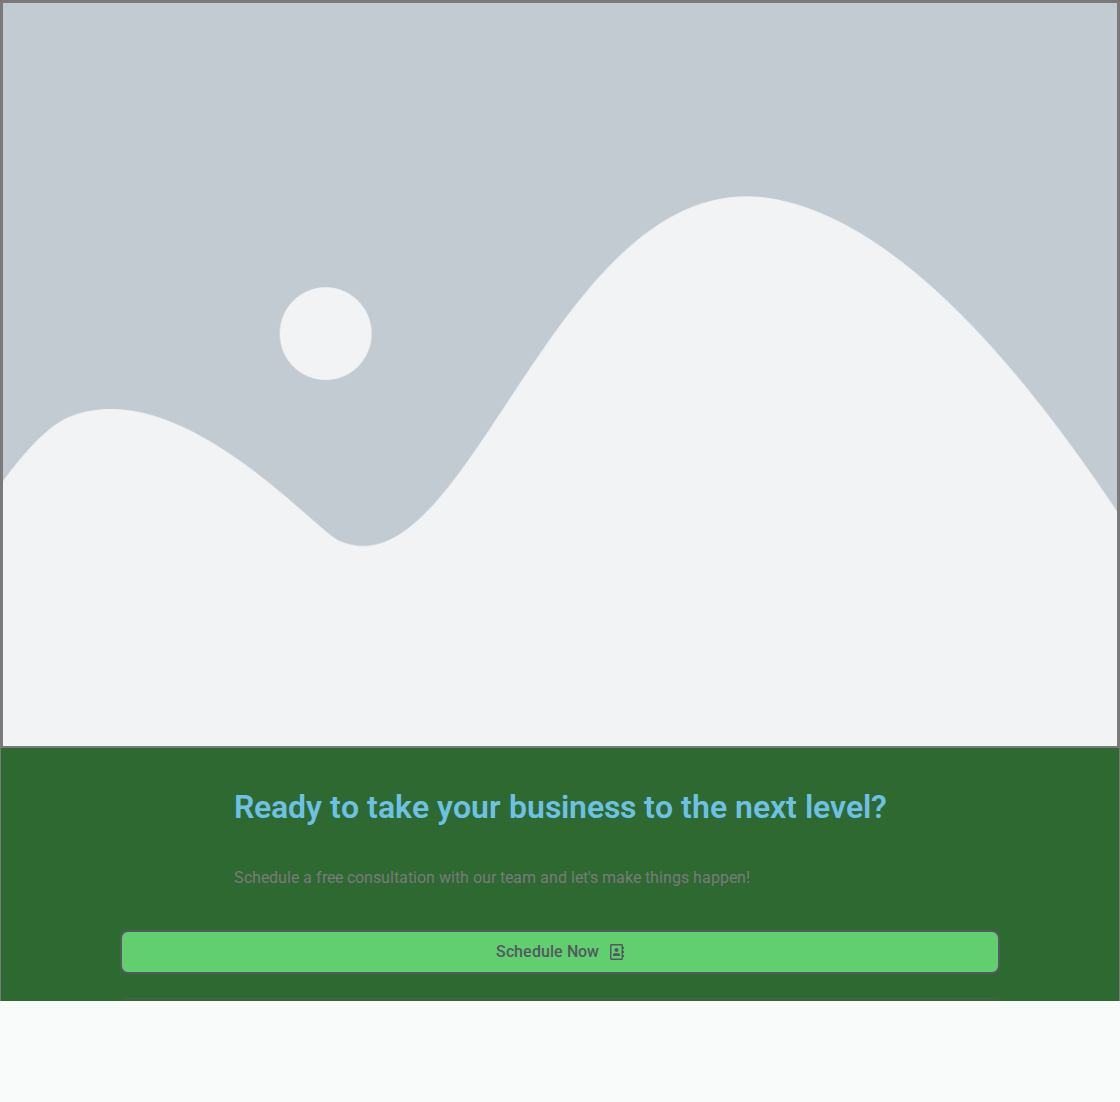 Ready to take your business to the next level?
Schedule a free consultation with our team and let's make things happen!
Schedule Now